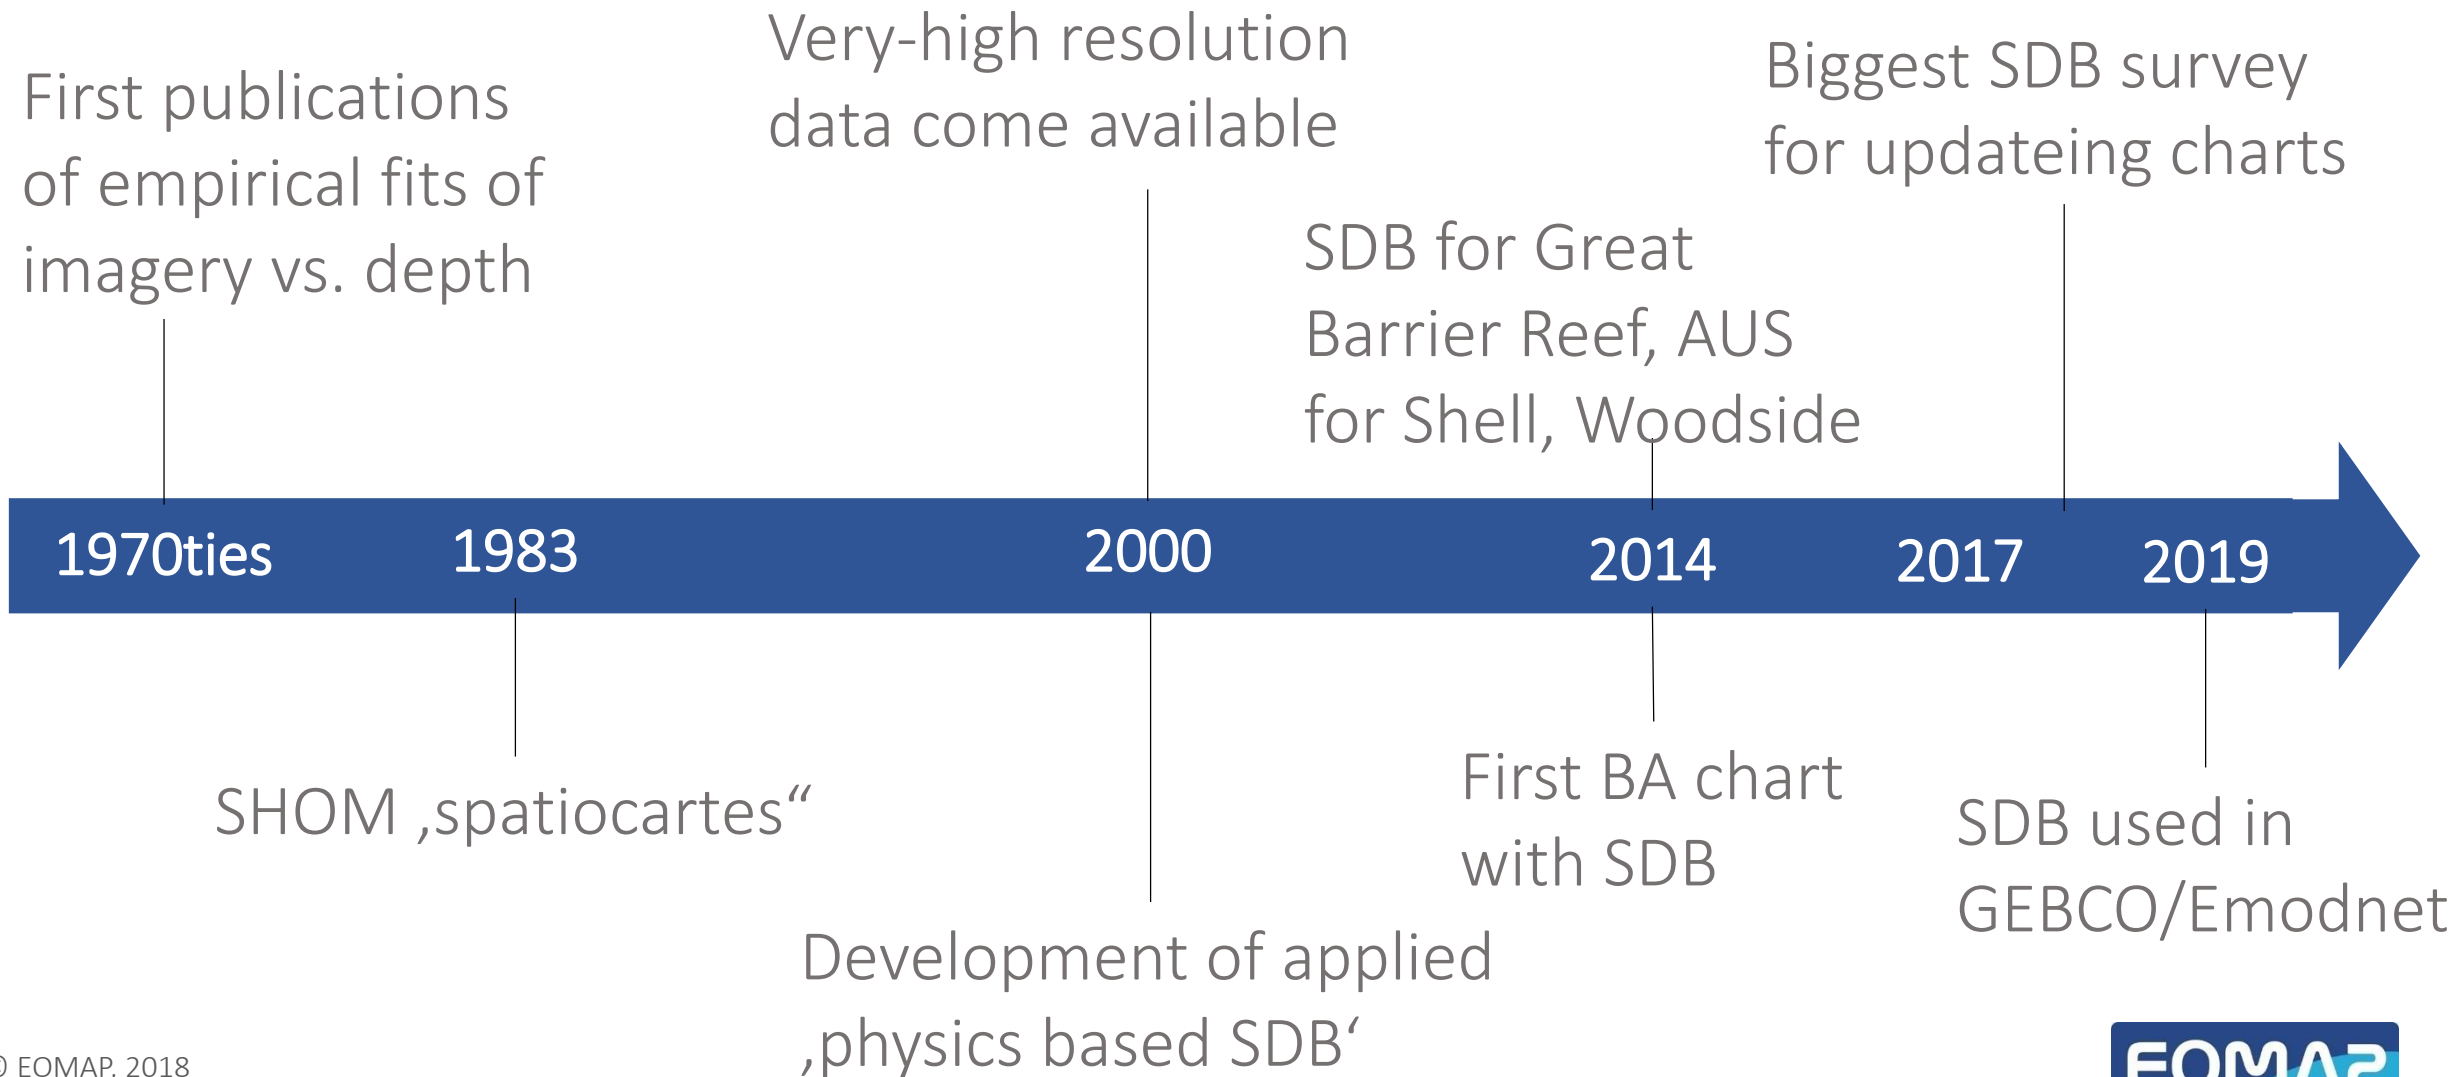 First publications
of empirical fits of
imagery vs. depth
Very-high resolution
data come available
SDB for Great
Barrier Reef, AUS
for Shell, Woodside
Biggest SDB survey
for updateing charts
1970ties
1983
2000
2014
2017
2019
SHOM ‚spatiocartes“
Development of applied
‚physics based SDB‘
First BA chart
with SDB
SDB used in
GEBCO/Emodnet
© EOMAP. 2018
EOMAP